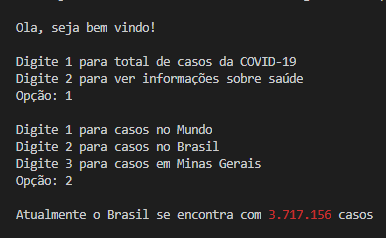 Ola, seja bem vindo!
Digite 1 para total de casos da COVID-19
Digite 2 para ver informações sobre saúde
Opção: 1
Digite 1 para casos no Mundo
Digite 2 para casos no Brasil
Digite 3 para casos em Minas Gerais
Opção: 2
Atualmente o Brasil se encontra com 3.717.156 casos